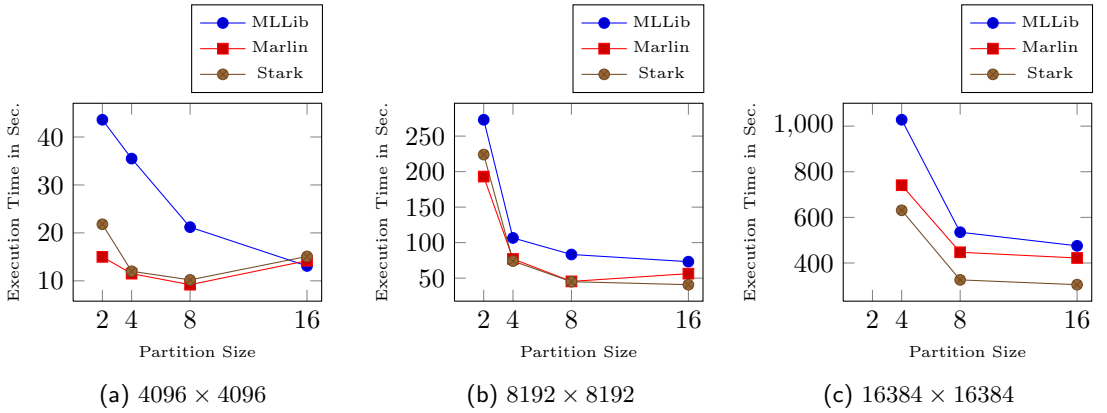 MLLib
Marlin
Stark
Execution Time in Sec.
40
30
20
10
2 4 8 16
Partition Size
(a) 4096 × 4096
MLLib
Marlin
Stark
Execution Time in Sec.
250
200
150
100
50
2 4 8 16
Partition Size
(b) 8192 × 8192
MLLib
Marlin
Stark
Execution Time in Sec.
1,000
800
600
400
2 4 8 16
Partition Size
(c) 16384 × 16384